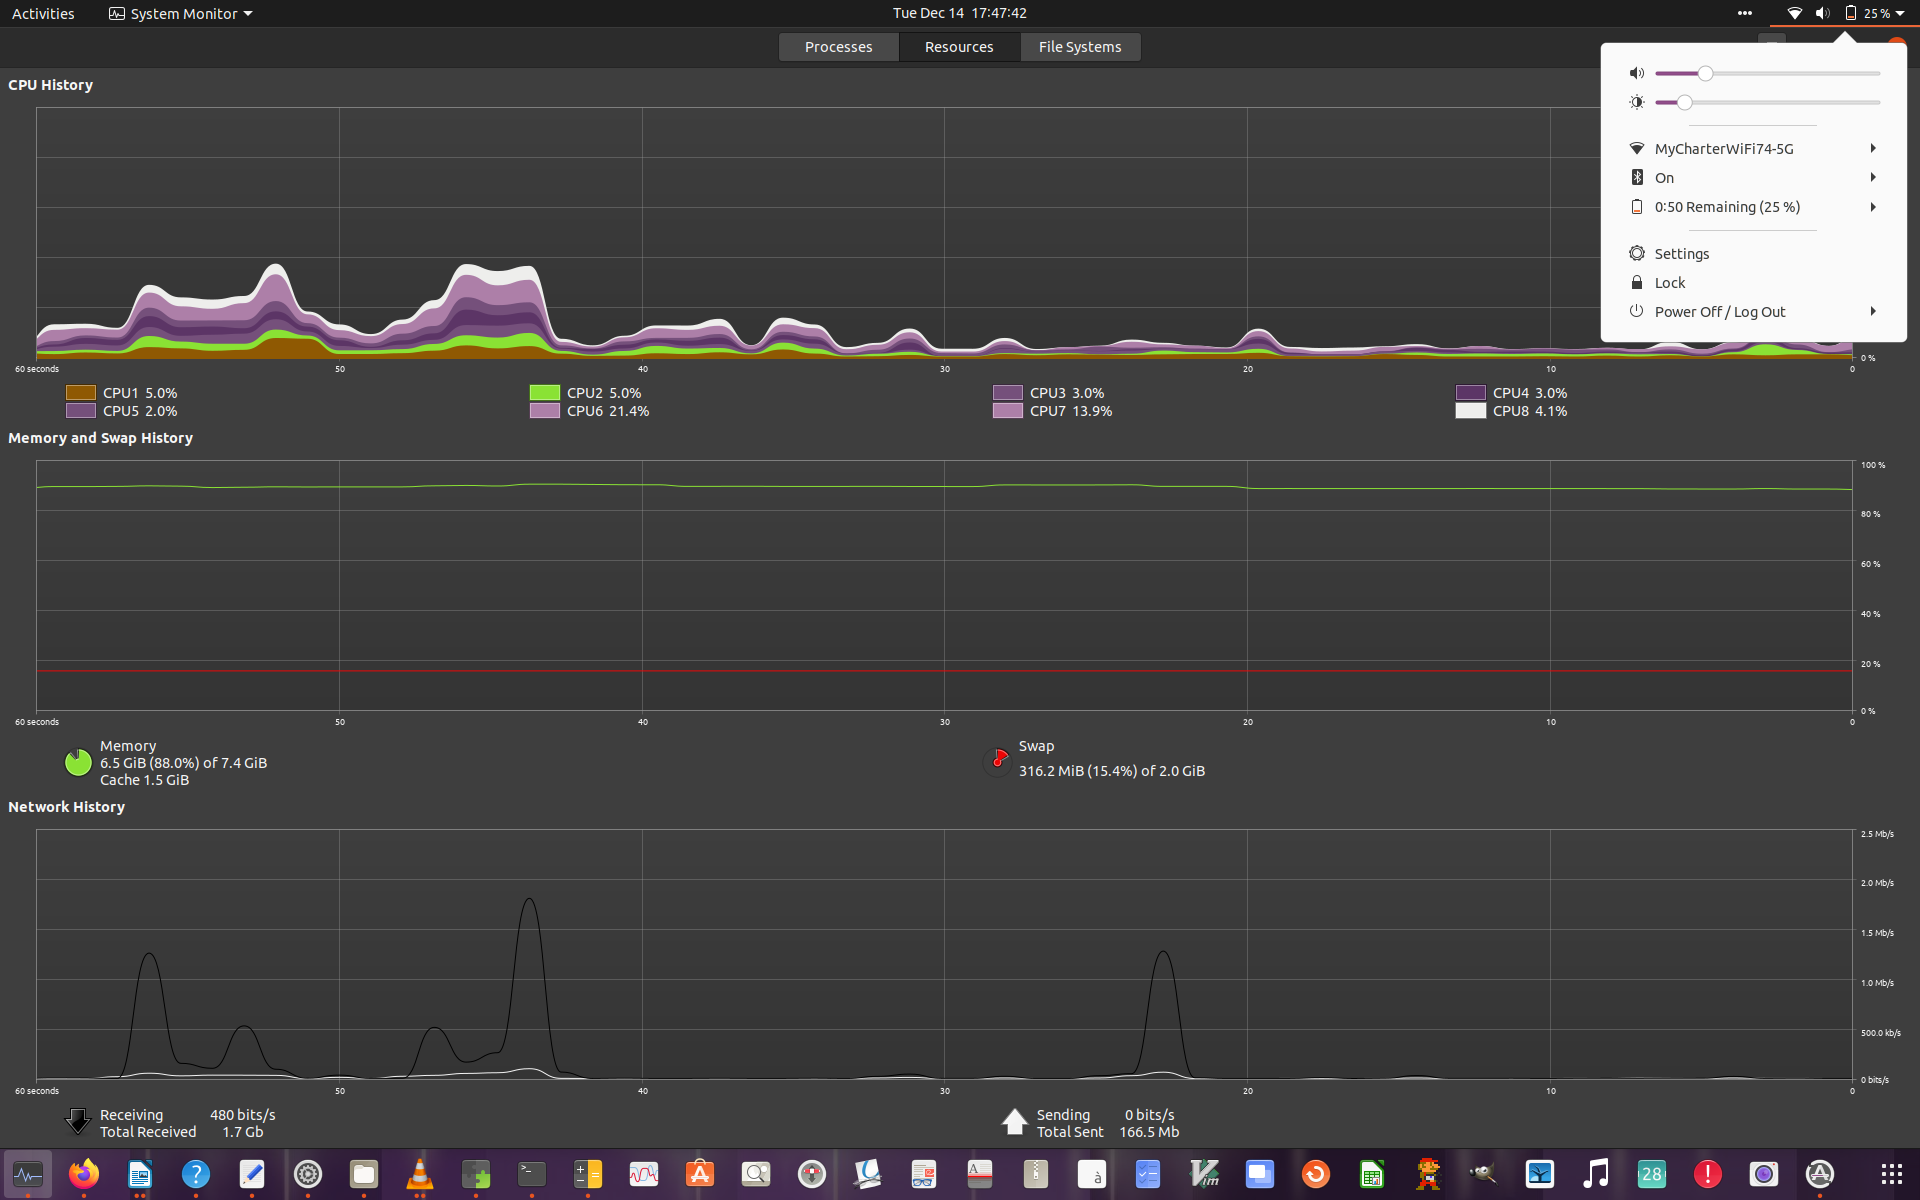 Activities
System Monitor
Tue Dec 14 17:47:42
25 %
Processes
Resources
File Systems
CPU History
MyCharterWiFi74-5G
On
0:50 Remaining (25 %)
Settings
Lock
Power Off / Log Out
0 %
60 seconds 50 40 30 20 10 0
CPU1 5.0% CPU2 5.0% CPU3 3.0% CPU4 3.0%
CPU5 2.0% CPU6 21.4% CPU7 13.9% CPU8 4.1%
Memory and Swap History
100 %
80 %
60 %
40 %
20 %
0 %
60 seconds 50 40 30 20 10 0
Memory
6.5 GiB (88.0%) of 7.4 GiB
Cache 1.5 GiB
Swap
316.2 MiB (15.4%) of 2.0 GiB
Network History
2.5 Mb/s
2.0 Mb/s
1.5 Mb/s
1.0 Mb/s
500.0 kb/s
0 bits/s
60 seconds 50 40 30 20 10 0
Receiving 480 bits/s
Total Received 1.7 Gb
Sending 0 bits/s
Total Sent 166.5 Mb
?
>_
A
à
Vim
28
!
A